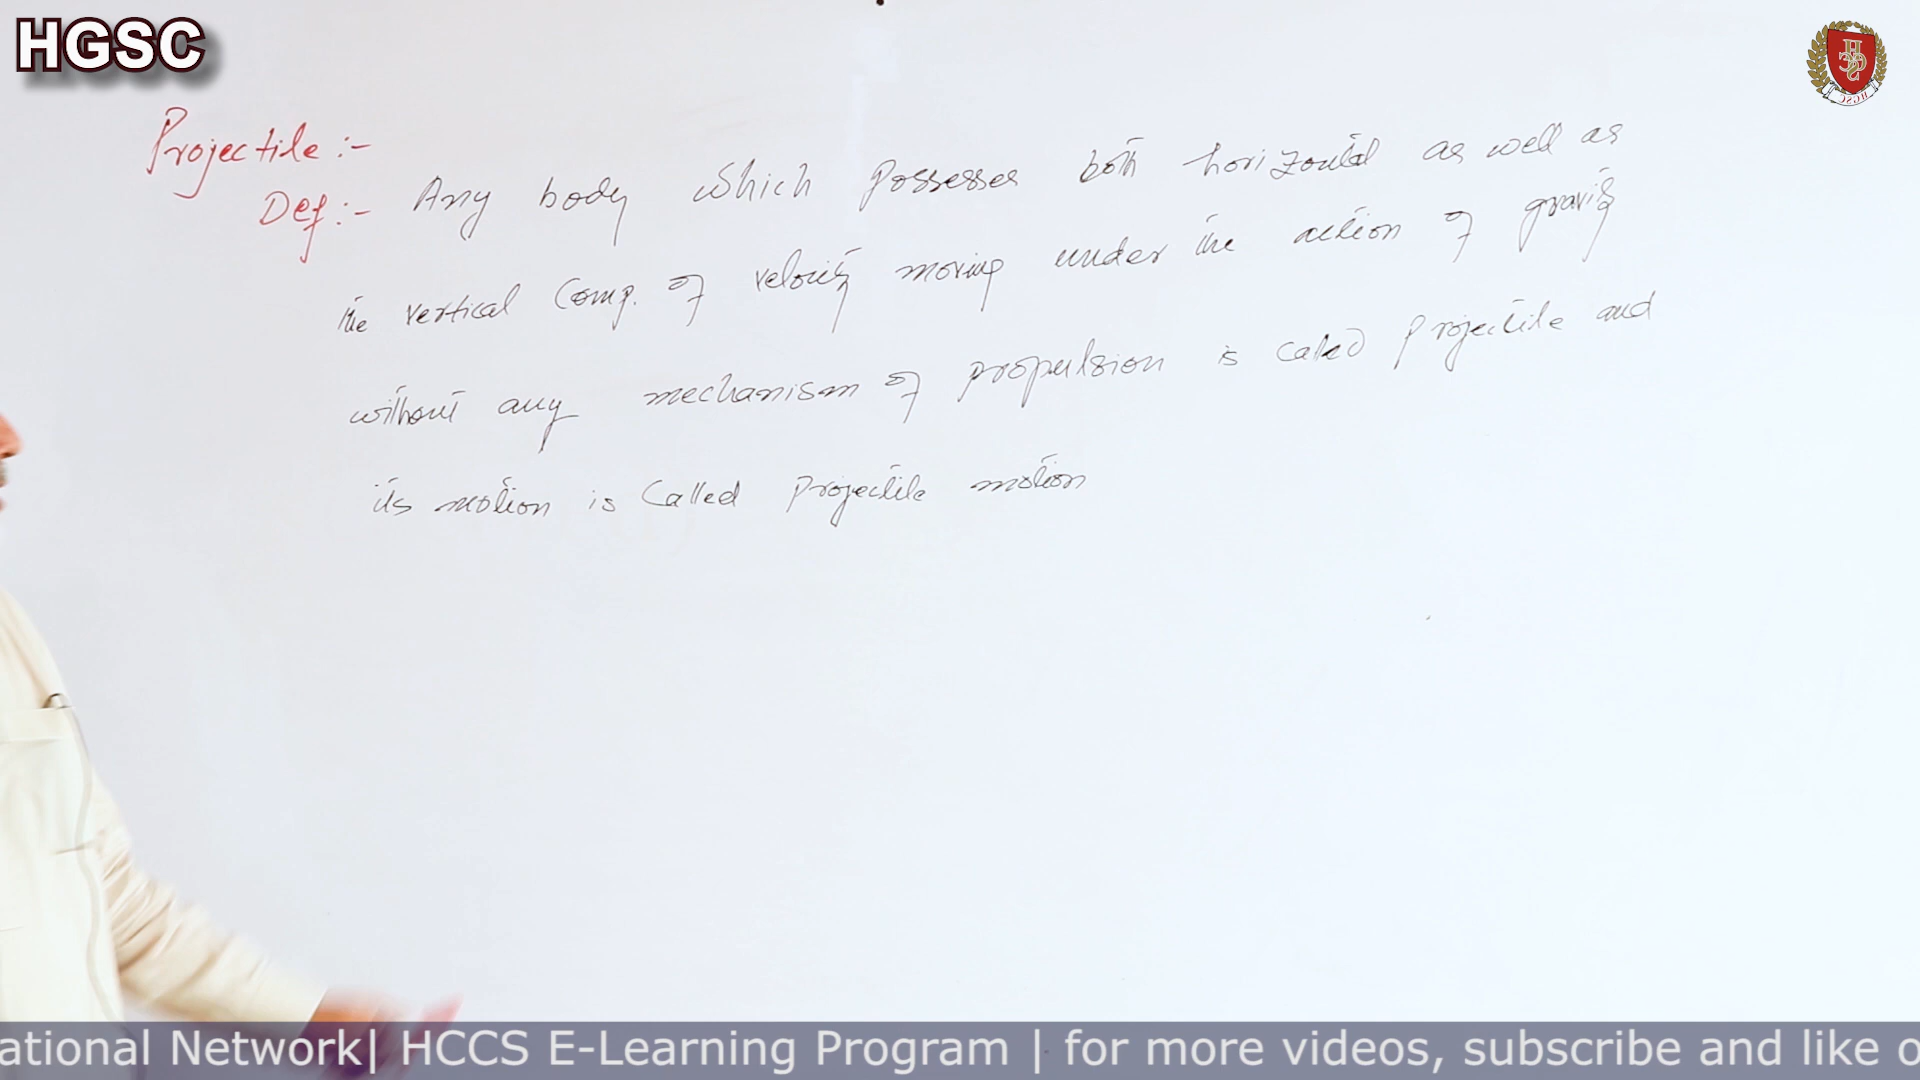 HGSC
Projectile :-
Def :- Any body which possesses both horizontal as well as
the vertical Comp. of velocity moving under the action of gravity
without any mechanism of propulsion is called projectile and
its motion is Called Projectile motion
ational Network| HCCS E-Learning Program | for more videos, subscribe and like o